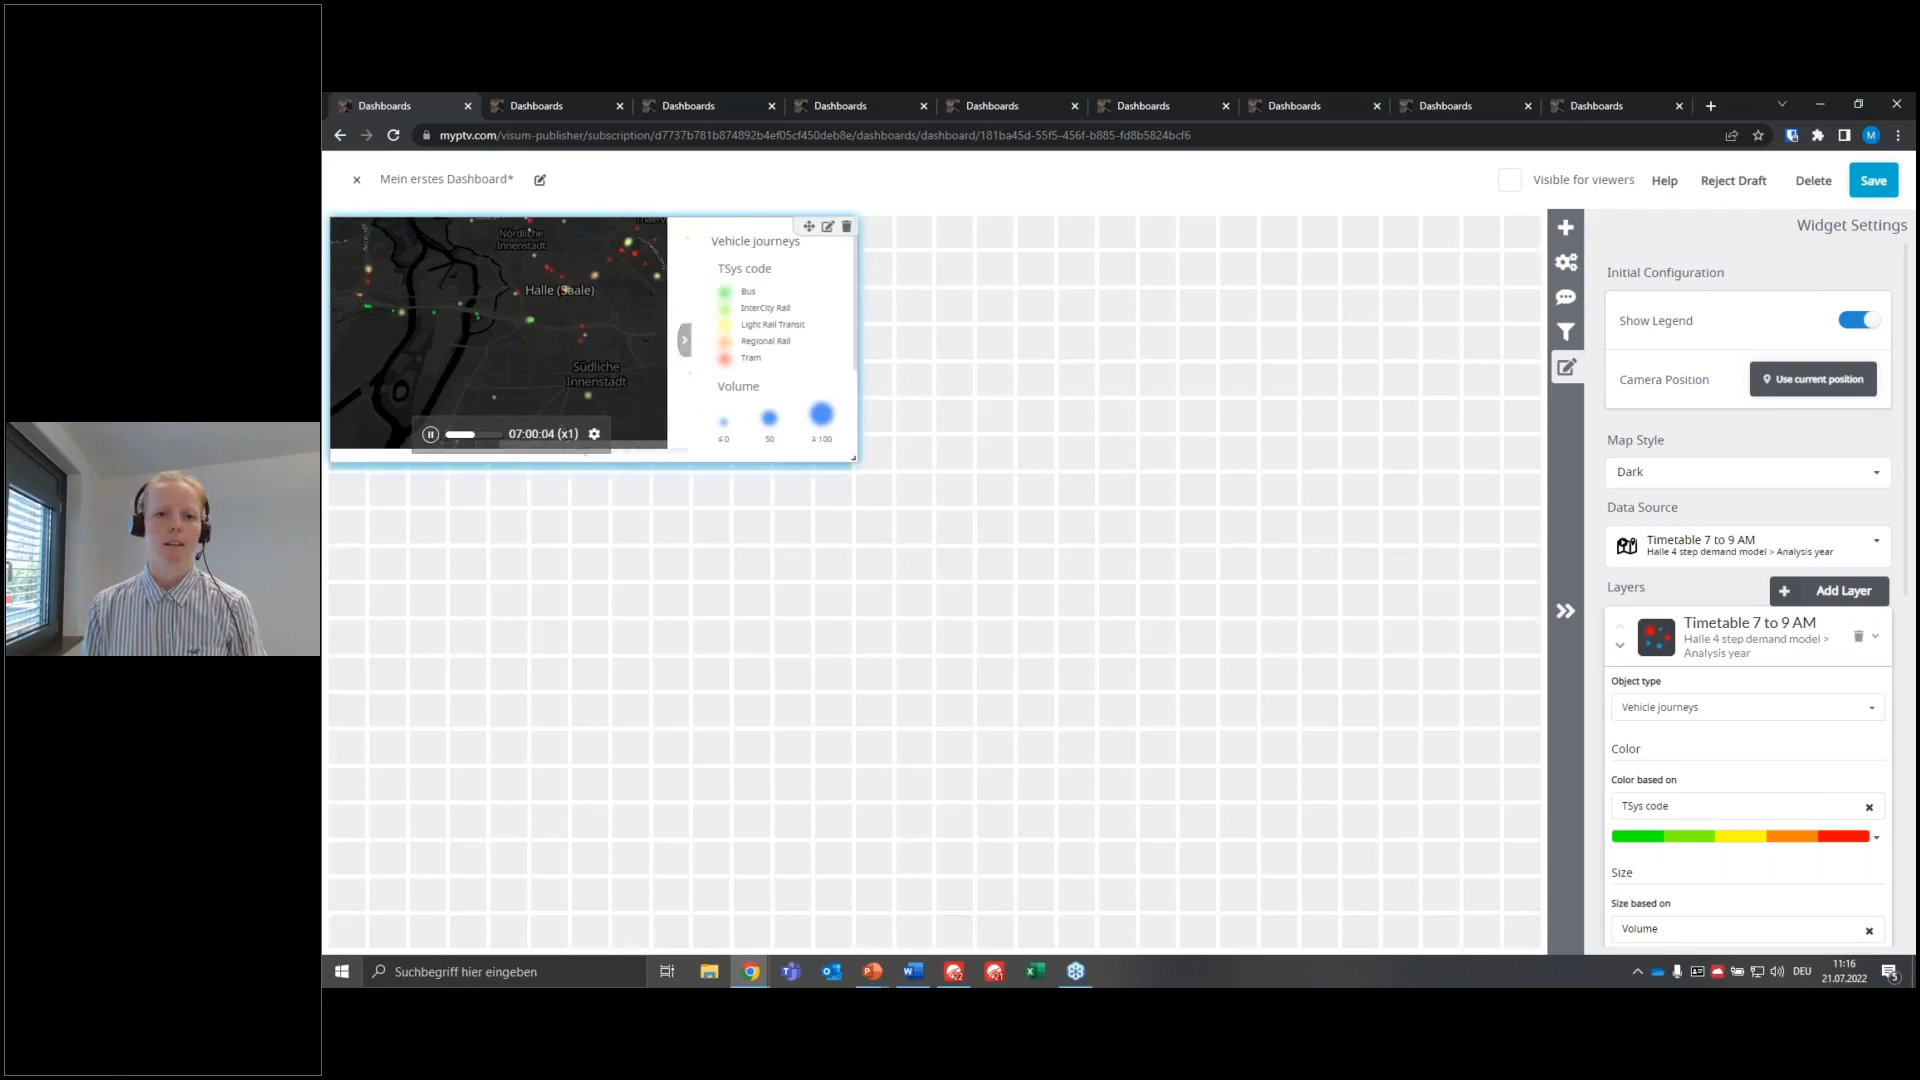 Dashboards
Dashboards
Dashboards
Dashboards
Dashboards
Dashboards
Dashboards
Dashboards
Dashboards
myptv.com/visum-publisher/subscription/d7737b781b874892b4ef05cf450deb8e/dashboards/dashboard/181ba45d-55f5-456f-b885-fd8b5824bcf6
M
Mein erstes Dashboard*
Visible for viewers
Help
Reject Draft
Delete
Save
Nördliche
Innenstadt
Halle (Saale)
Südliche
Innenstadt
07:00:04 (x1)
Vehicle journeys
TSys code
Bus
InterCity Rail
Light Rail Transit
Regional Rail
Tram
Volume
≤ 0
50
≥ 100
Widget Settings
Initial Configuration
Show Legend
Camera Position
Use current position
Map Style
Dark
Data Source
Timetable 7 to 9 AM
Halle 4 step demand model > Analysis year
Layers
Add Layer
Timetable 7 to 9 AM
Halle 4 step demand model >
Analysis year
Object type
Vehicle journeys
Color
Color based on
TSys code
Size
Size based on
Volume
Suchbegriff hier eingeben
22
21
DEU
11:16
21.07.2022
5